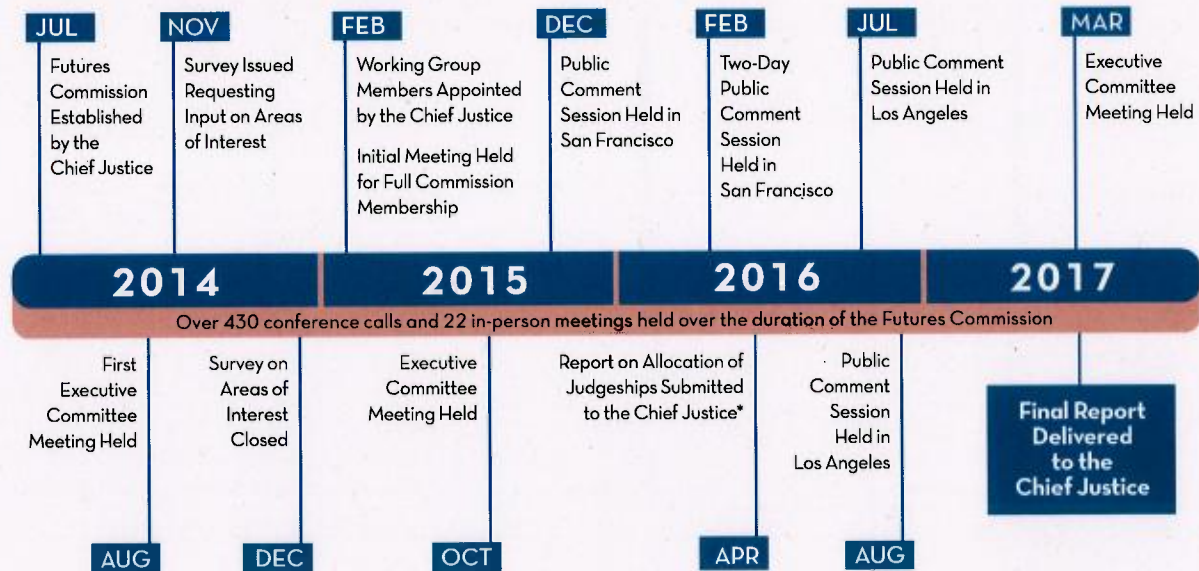 JUL
Futures
Commission
Established
by the
Chief Justice
NOV
Survey Issued
Requesting
Input on Areas
of Interest
FEB
Working Group
Members Appointed
by the Chief Justice
Initial Meeting Held
for Full Commission
Membership
DEC
Public
Comment
Session Held in
San Francisco
FEB
Two-Day
Public
Comment
Session
Held in
San Francisco
JUL
Public Comment
Session Held in
Los Angeles
MAR
Executive
Committee
Meeting Held
2014
2015
2016
2017
Over 430 conference calls and 22 in-person meetings held over the duration of the Futures Commission
First
Executive
Committee
Meeting Held
AUG
Survey on
Areas of
Interest
Closed
DEC
Executive
Committee
Meeting Held
OCT
Report on Allocation of
Judgeships Submitted
to the Chief Justice*
APR
Public
Comment
Session
Held in
Los Angeles
AUG
Final Report
Delivered
to the
Chief Justice